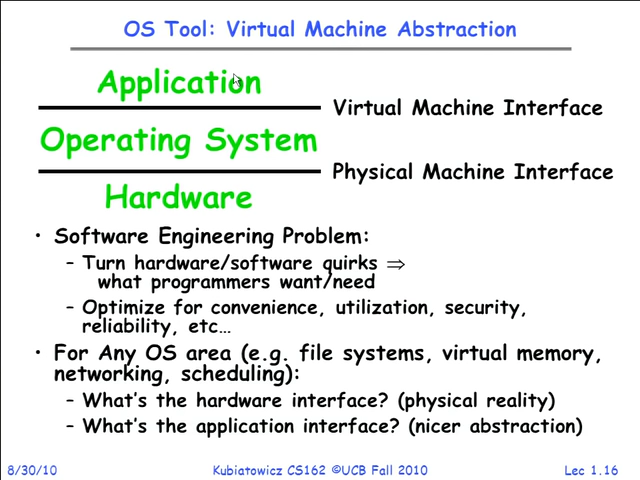 OS Tool: Virtual Machine Abstraction
Application
Virtual Machine Interface
Operating System
Physical Machine Interface
Hardware
• Software Engineering Problem:
– Turn hardware/software quirks ⇒
what programmers want/need
– Optimize for convenience, utilization, security,
reliability, etc…
• For Any OS area (e.g. file systems, virtual memory,
networking, scheduling):
– What's the hardware interface? (physical reality)
– What's the application interface? (nicer abstraction)
8/30/10 Kubiatowicz CS162 ©UCB Fall 2010 Lec 1.16